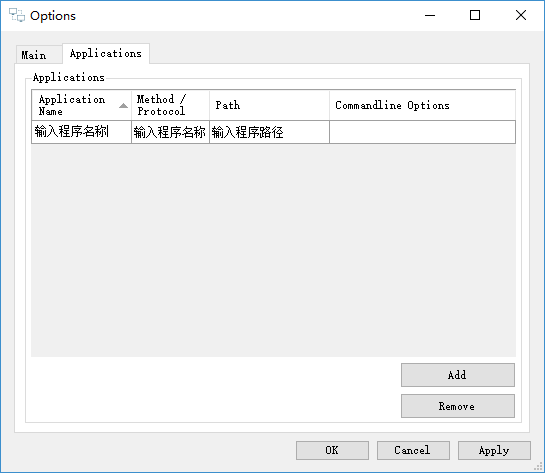 Options
Main
Applications
Applications
Application
Name
Method /
Protocol
Path
Commandline Options
输入程序名称
输入程序名称
输入程序路径
Add
Remove
OK
Cancel
Apply